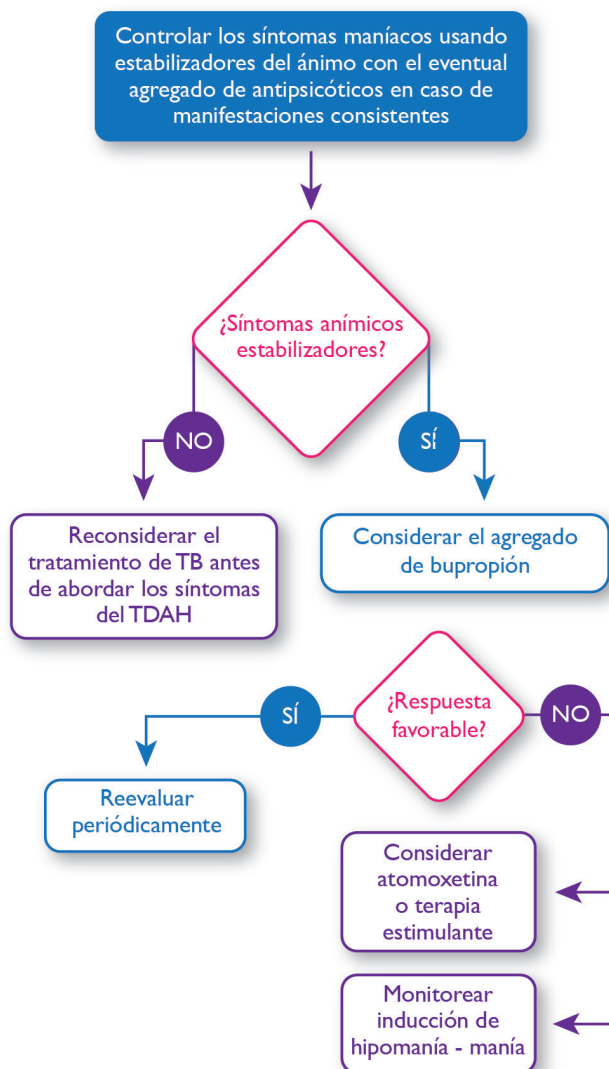 Controlar los síntomas maníacos usando
estabilizadores del ánimo con el eventual
agregado de antipsicóticos en caso de
manifestaciones consistentes
¿Síntomas anímicos
estabilizadores?
NO
SÍ
Reconsiderar el
tratamiento de TB antes
de abordar los síntomas
del TDAH
Considerar el agregado
de bupropión
¿Respuesta
favorable?
SÍ
NO
Reevaluar
periódicamente
Considerar
atomoxetina
o terapia
estimulante
Monitorear
inducción de
hipomanía - manía